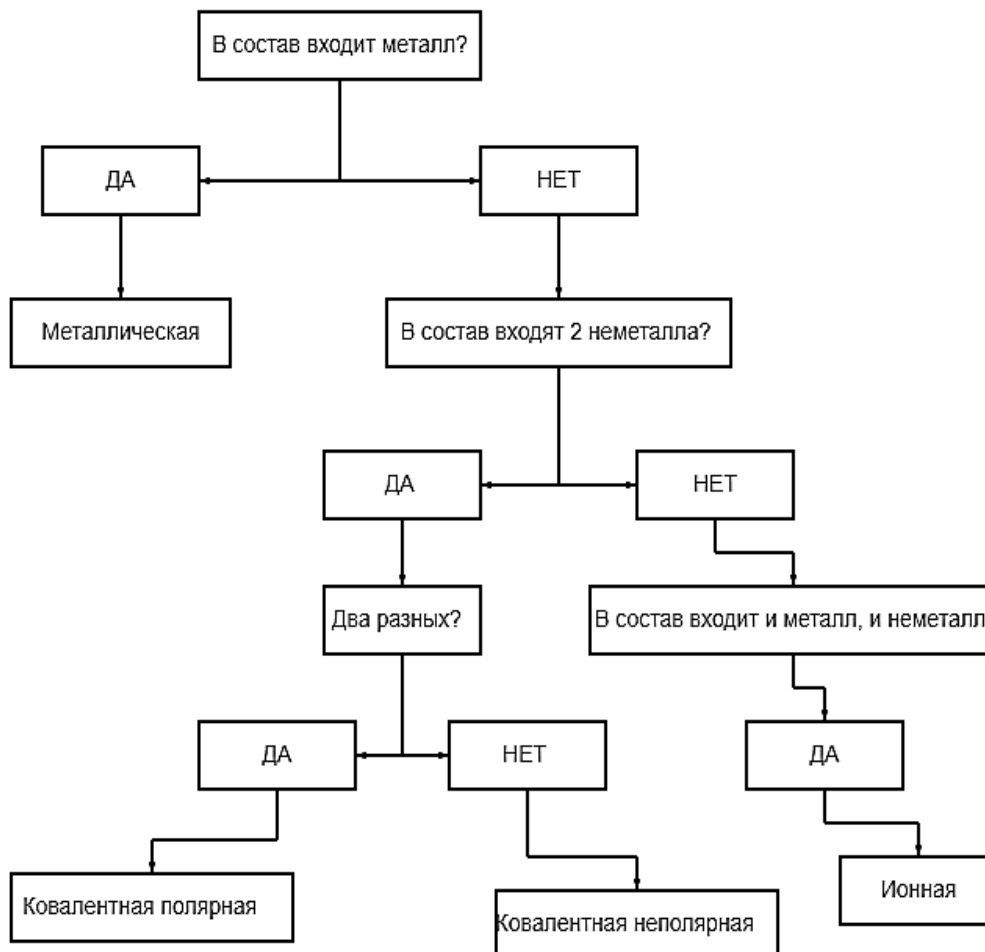 В состав входит металл?
ДА
НЕТ
Металлическая
В состав входят 2 неметалла?
ДА
НЕТ
Два разных?
В состав входит и металл, и неметалл
ДА
НЕТ
ДА
Ковалентная полярная
Ковалентная неполярная
Ионная